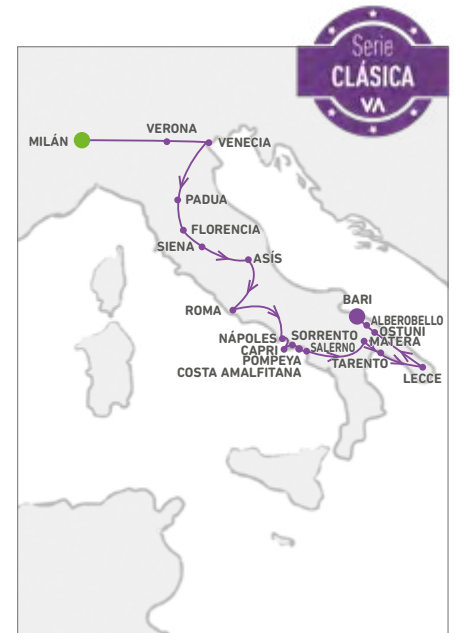 Serie
CLÁSICA
VA
MILÁN
VERONA
VENECIA
PADUA
FLORENCIA
SIENA
ASÍS
ROMA
BARI
ALBEROBELLO
OSTUNI
NÁPOLES
SORRENTO
MATERA
CAPRI
SALERNO
POMPEYA
TARENTO
COSTA AMALFITANA
LECCE